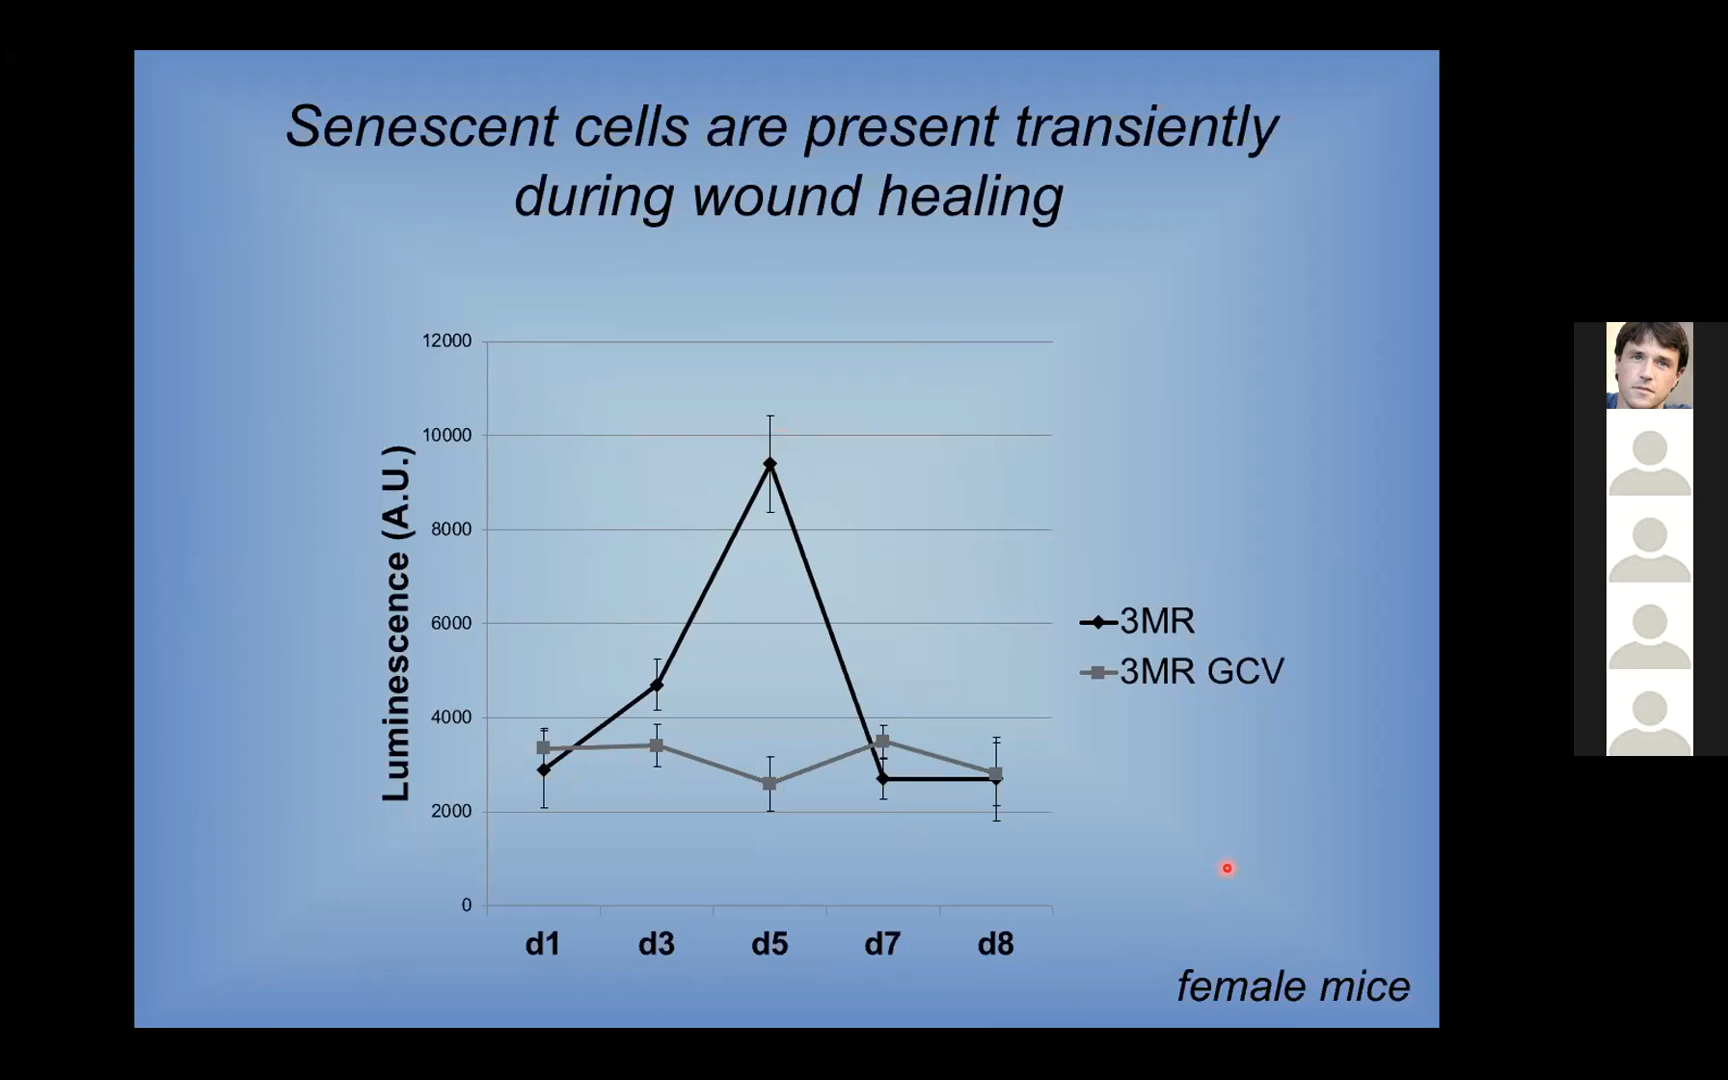 Senescent cells are present transiently
during wound healing
12000
10000
8000
6000
4000
2000
0
Luminescence (A.U.)
d1 d3 d5 d7 d8
3MR
3MR GCV
female mice